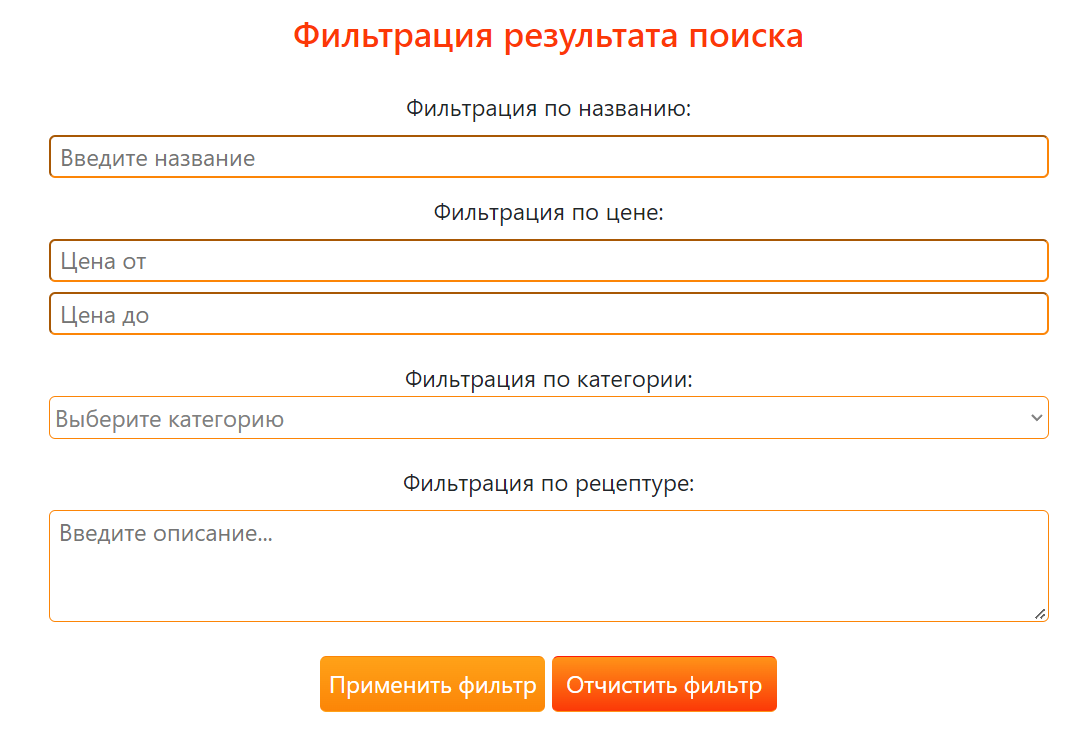 Фильтрация результата поиска
Фильтрация по названию:
Введите название
Фильтрация по цене:
Цена от
Цена до
Фильтрация по категории:
Выберите категорию
Фильтрация по рецептуре:
Введите описание...
Применить фильтр Отчистить фильтр